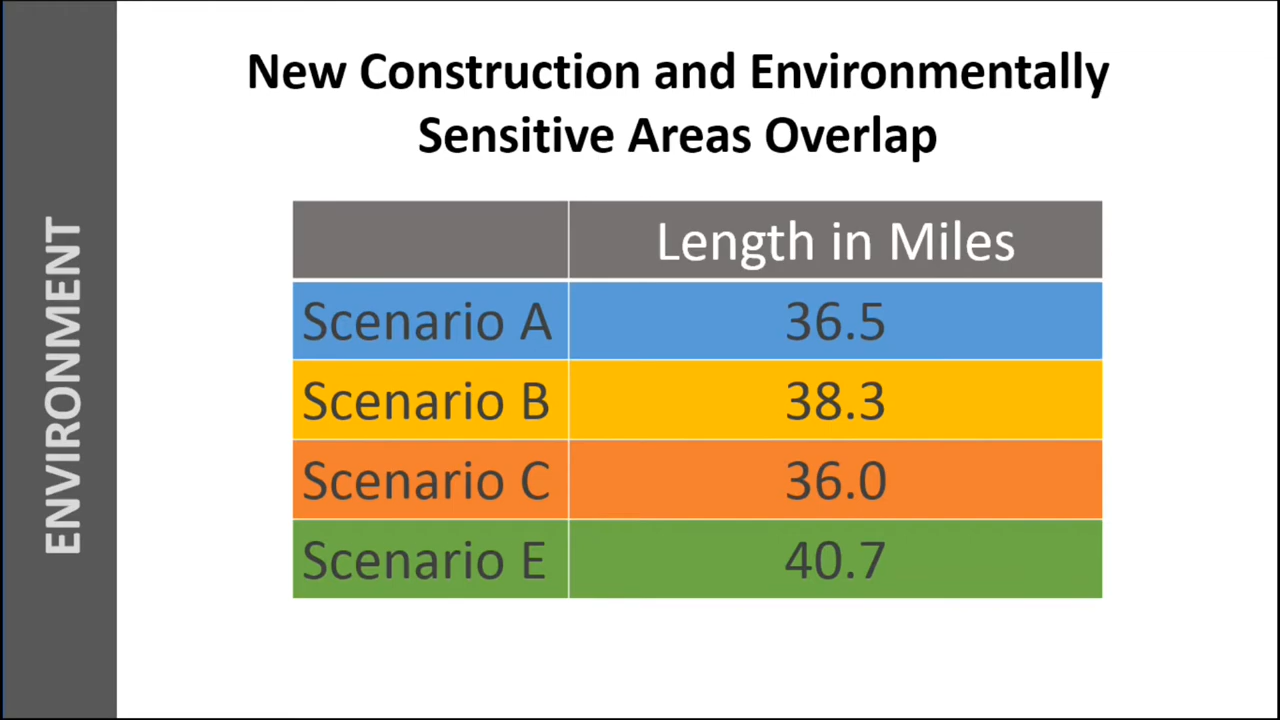 ENVIRONMENT
New Construction and Environmentally
Sensitive Areas Overlap
Length in Miles
Scenario A 36.5
Scenario B 38.3
Scenario C 36.0
Scenario E 40.7